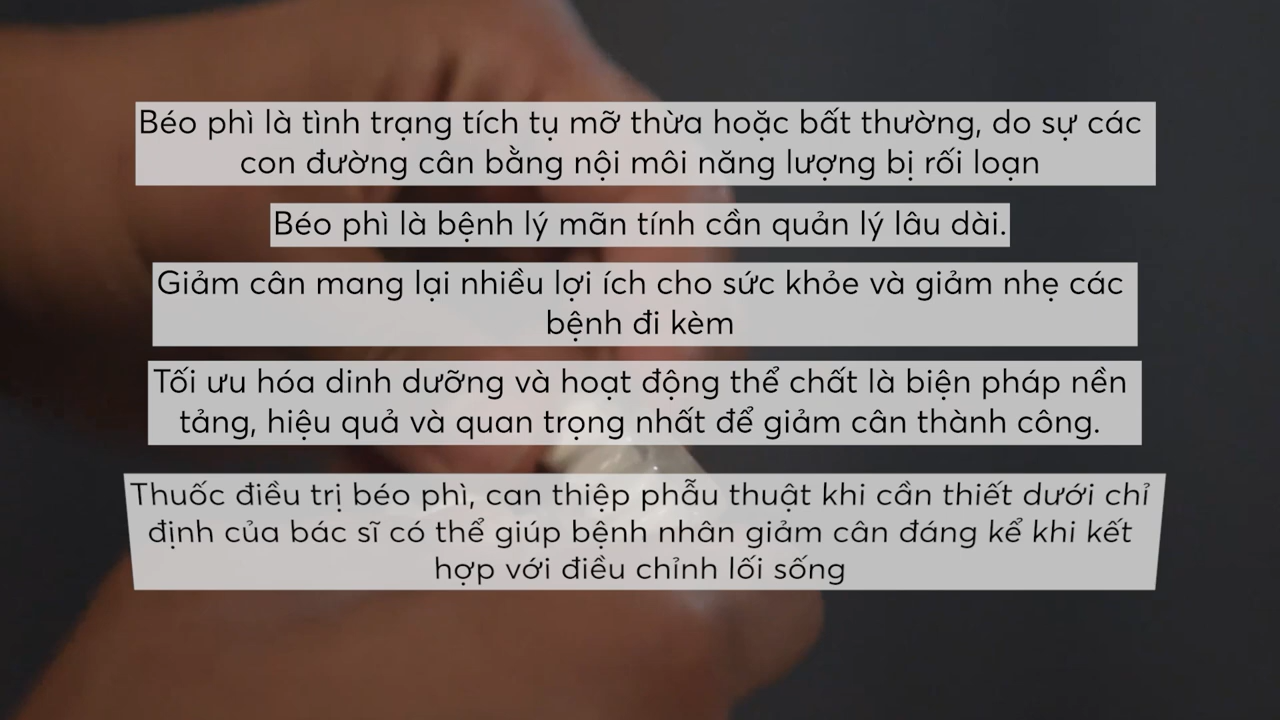 Béo phì là tình trạng tích tụ mỡ thừa hoặc bất thường, do sự các
con đường cân bằng nội môi năng lượng bị rối loạn
Béo phì là bệnh lý mãn tính cần quản lý lâu dài.
Giảm cân mang lại nhiều lợi ích cho sức khỏe và giảm nhẹ các
bệnh đi kèm
Tối ưu hóa dinh dưỡng và hoạt động thể chất là biện pháp nền
tảng, hiệu quả và quan trọng nhất để giảm cân thành công.
Thuốc điều trị béo phì, can thiệp phẫu thuật khi cần thiết dưới chỉ
định của bác sĩ có thể giúp bệnh nhân giảm cân đáng kể khi kết
hợp với điều chỉnh lối sống